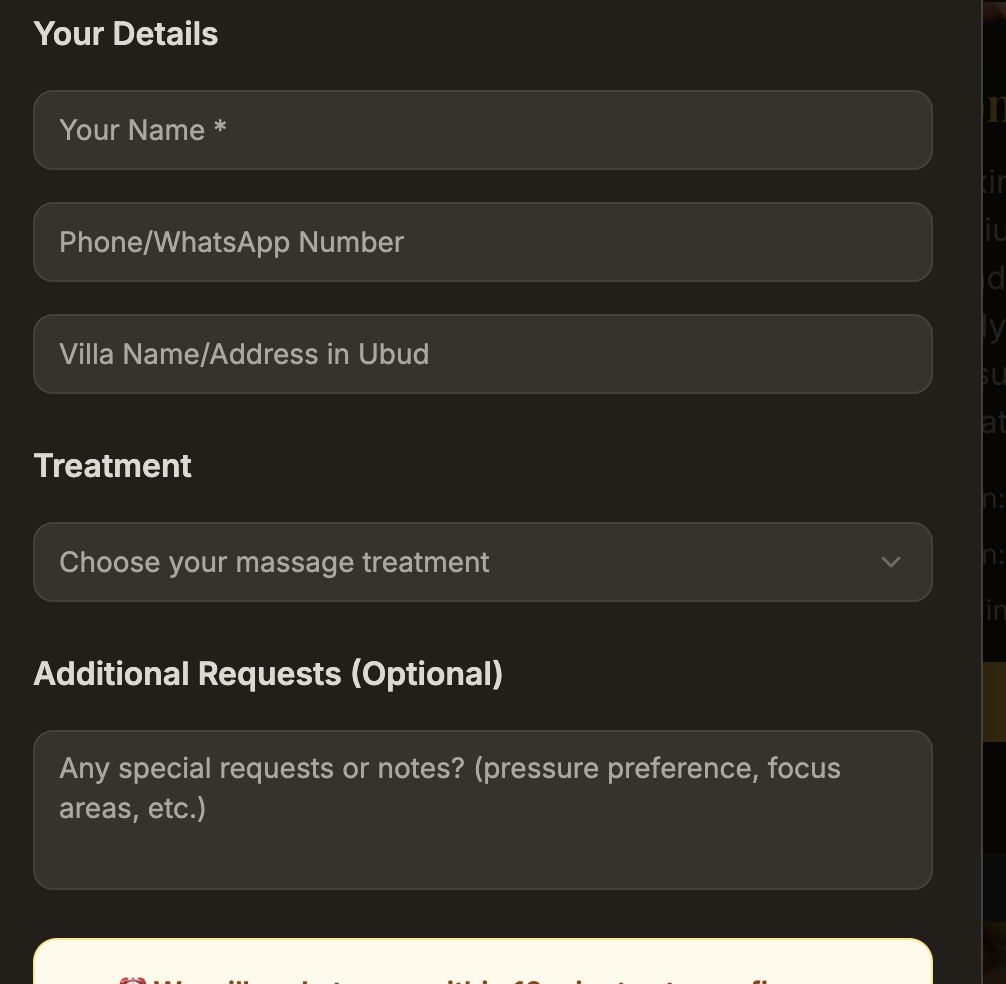 Your Details
Your Name *
Phone/WhatsApp Number
Villa Name/Address in Ubud
Treatment
Choose your massage treatment
Additional Requests (Optional)
Any special requests or notes? (pressure preference, focus
areas, etc.)